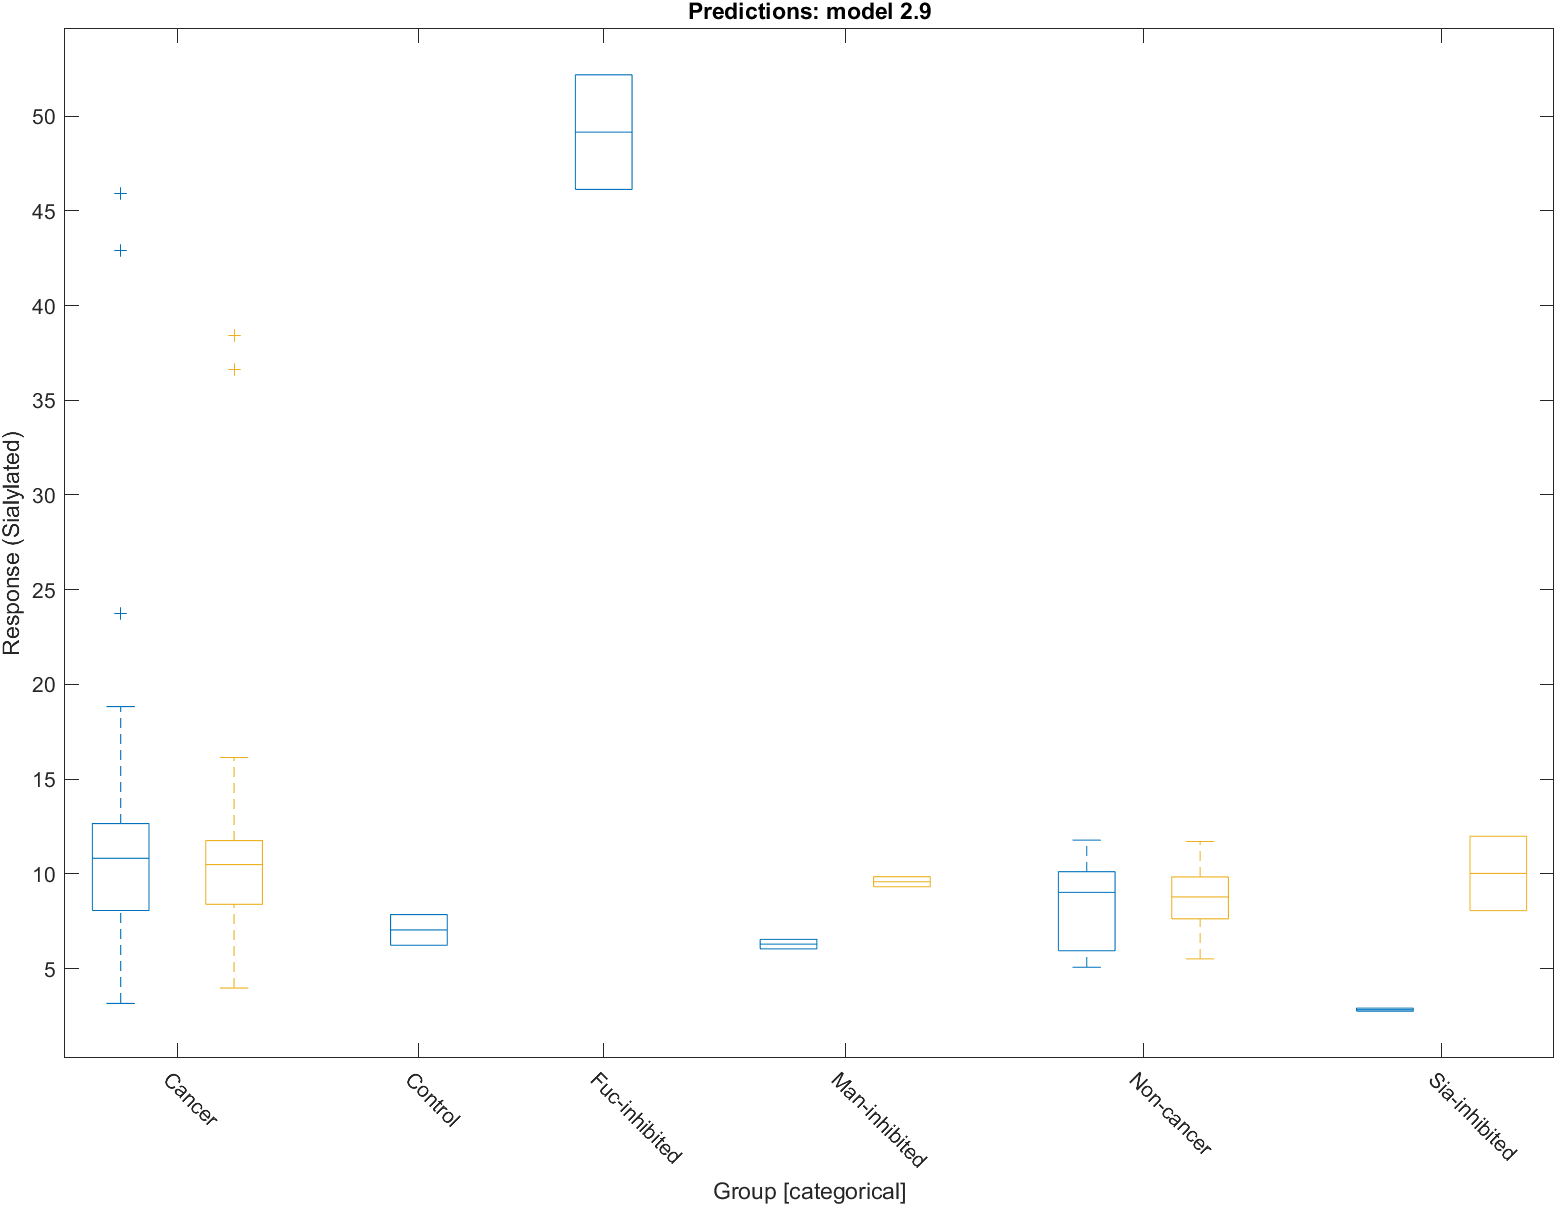 Predictions: model 2.9
50
45
40
35
30
25
20
15
10
5
Response (Sialylated)
Cancer
Control
Fuc-inhibited
Man-inhibited
Non-cancer
Sia-inhibited
Group [categorical]